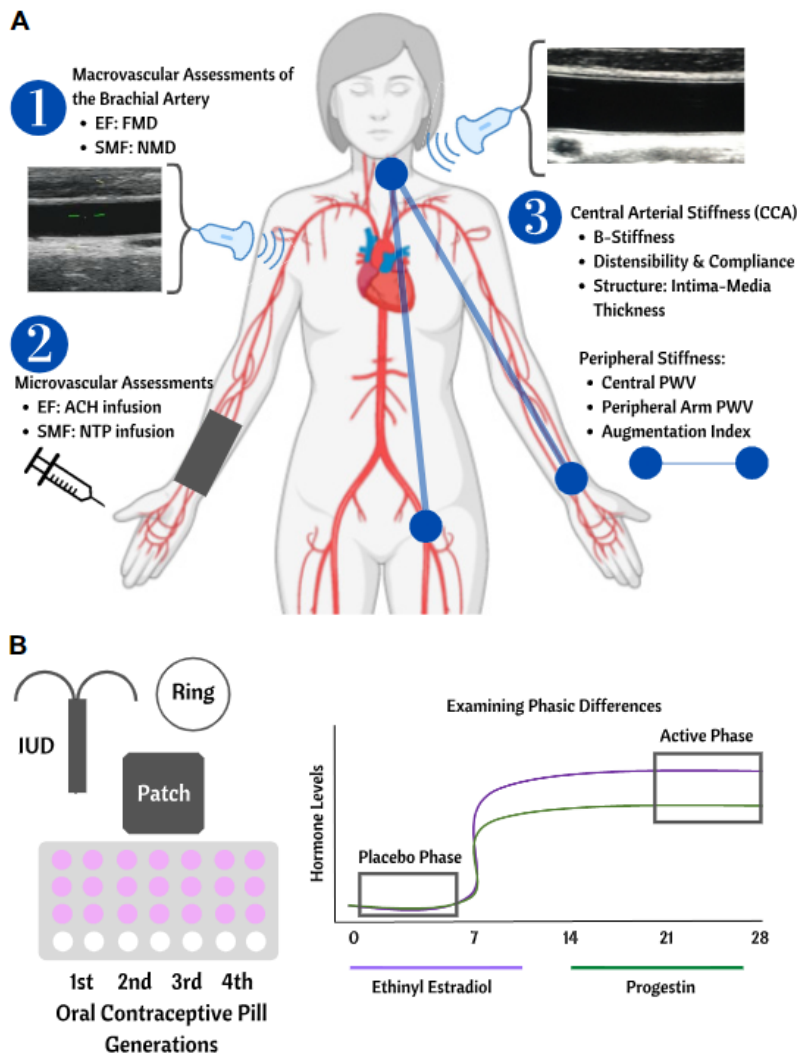 A
1
Macrovascular Assessments of
the Brachial Artery
• EF: FMD
• SMF: NMD
2
Microvascular Assessments
• EF: ACH infusion
• SMF: NTP infusion
3
Central Arterial Stiffness (CCA)
• B-Stiffness
• Distensibility & Compliance
• Structure: Intima-Media
Thickness
Peripheral Stiffness:
• Central PWV
• Peripheral Arm PWV
• Augmentation Index
B
IUD
Ring
Patch
1st 2nd 3rd 4th
Oral Contraceptive Pill
Generations
Examining Phasic Differences
Hormone Levels
Placebo Phase
Active Phase
0 7 14 21 28
Ethinyl Estradiol
Progestin